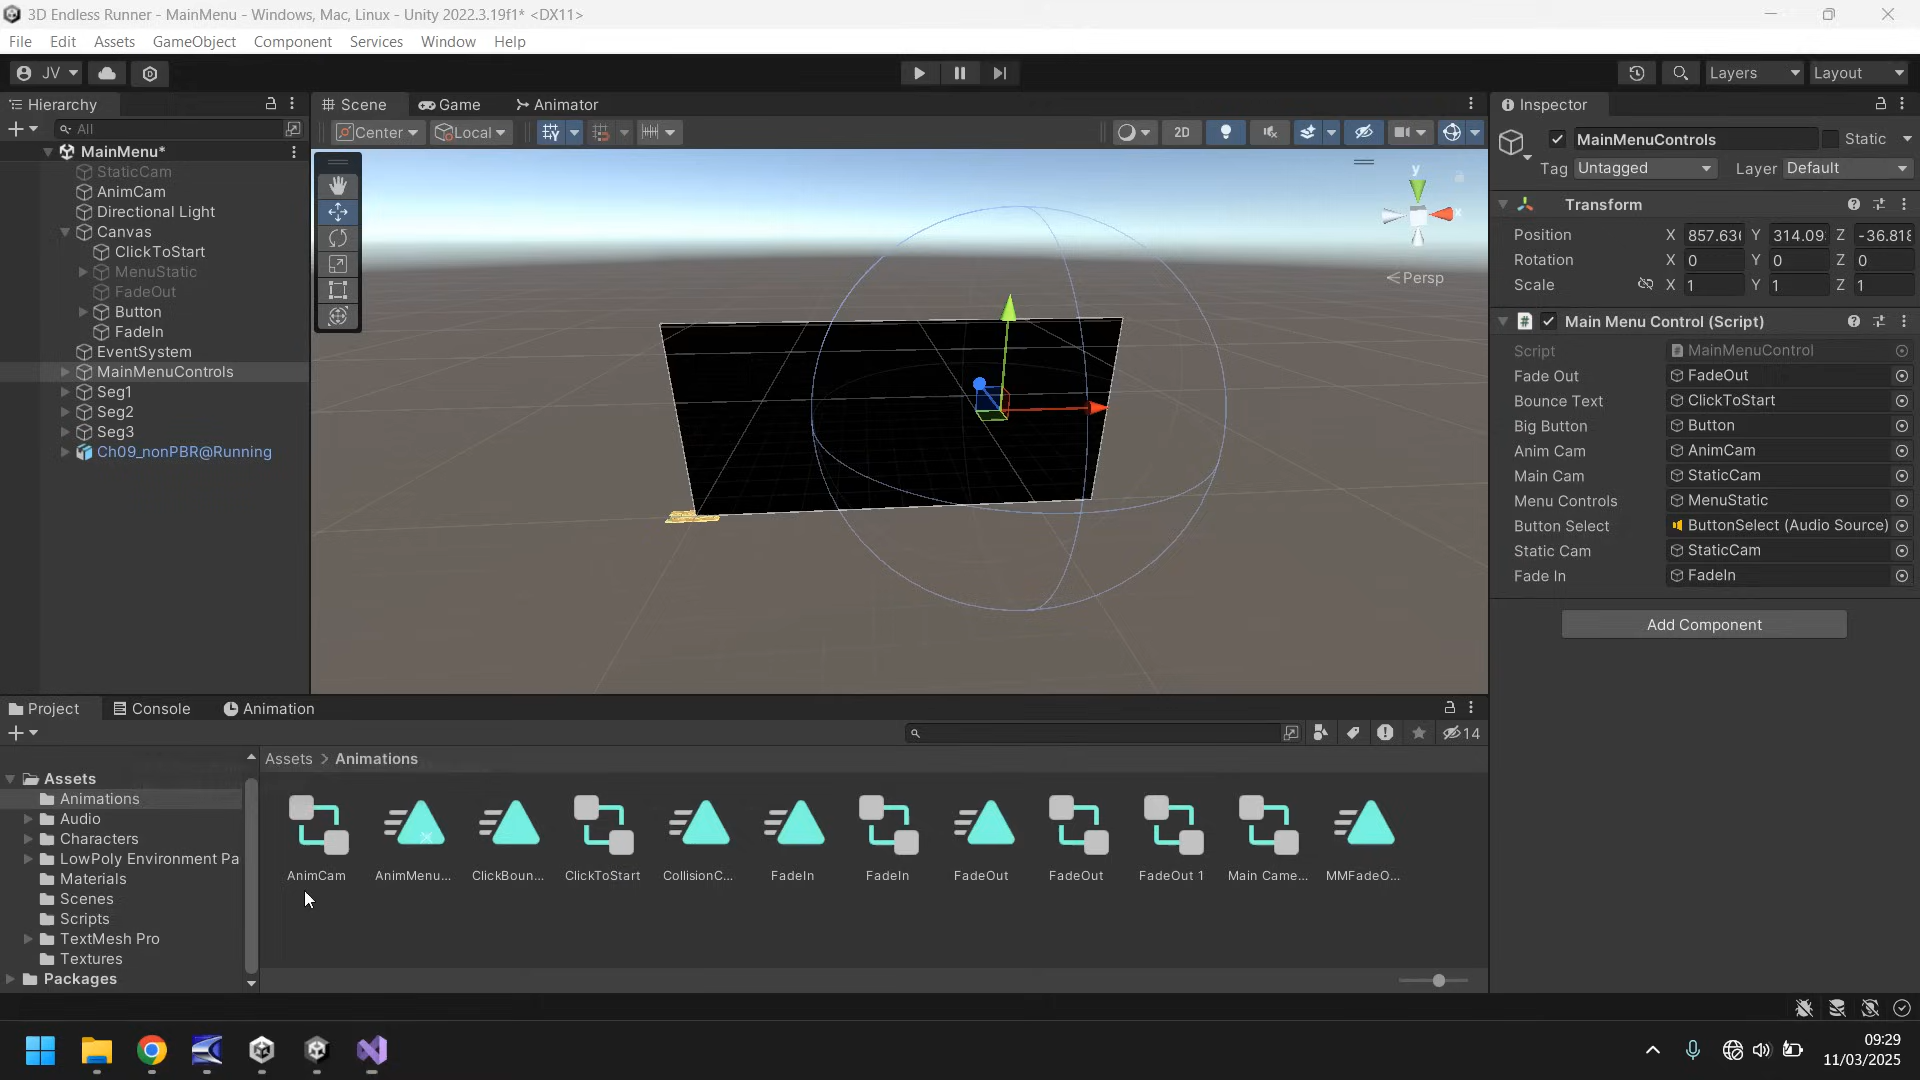 3D Endless Runner - MainMenu - Windows, Mac, Linux - Unity 2022.3.19f1* <DX11>
File Edit Assets GameObject Component Services Window Help
JV
Layers
Layout
Hierarchy
Scene
Game
Animator
Inspector
All
Center
Local
2D
MainMenu*
StaticCam
AnimCam
Directional Light
Canvas
ClickToStart
MenuStatic
FadeOut
Button
FadeIn
EventSystem
MainMenuControls
Seg1
Seg2
Seg3
Ch09_nonPBR@Running
y
x
Persp
MainMenuControls
Static
Tag Untagged
Layer Default
Transform
Position X 857.63 Y 314.09 Z -36.818
Rotation X 0 Y 0 Z 0
Scale X 1 Y 1 Z 1
# Main Menu Control (Script)
Script MainMenuControl
Fade Out FadeOut
Bounce Text ClickToStart
Big Button Button
Anim Cam AnimCam
Main Cam StaticCam
Menu Controls MenuStatic
Button Select ButtonSelect (Audio Source)
Static Cam StaticCam
Fade In FadeIn
Add Component
Project
Console
Animation
14
Assets
Animations
Audio
Characters
LowPoly Environment Pa
Materials
Scenes
Scripts
TextMesh Pro
Textures
Packages
Assets > Animations
AnimCam
AnimMenu...
ClickBoun...
ClickToStart
CollisionC...
FadeIn
FadeIn
FadeOut
FadeOut
FadeOut 1
Main Came...
MMFadeO...
09:29
11/03/2025